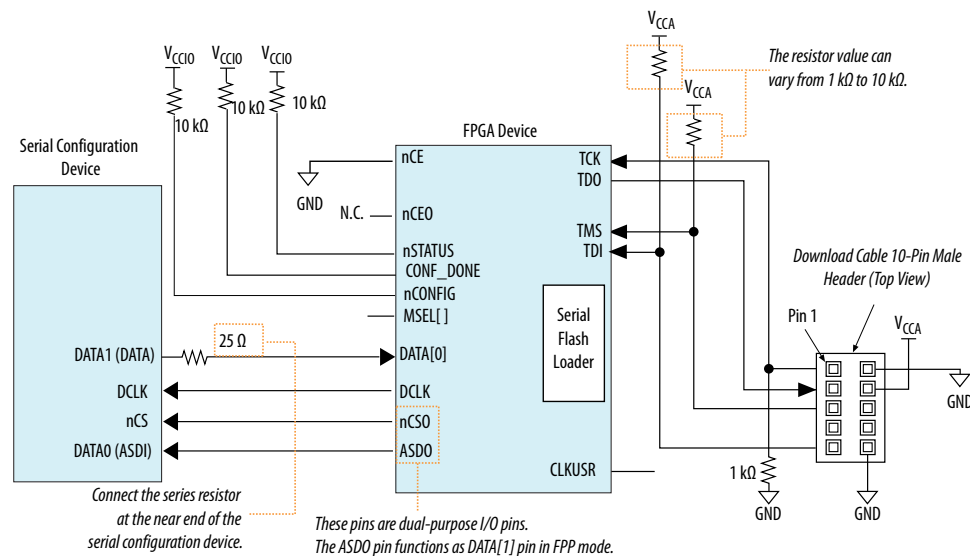 VCCA
The resistor value can
vary from 1 kΩ to 10 kΩ.
VCCIO
VCCIO
VCCIO
VCCA
10 kΩ
10 kΩ
10 kΩ
FPGA Device
Serial Configuration
Device
nCE
TCK
TDO
GND
N.C.
nCEO
TMS
nSTATUS
TDI
CONF_DONE
nCONFIG
MSEL[ ]
Download Cable 10-Pin Male
Header (Top View)
Serial
Flash
Loader
Pin 1
VCCA
25 Ω
DATA1 (DATA)
DATA[0]
DCLK
DCLK
GND
nCS
nCSO
DATA0 (ASDI)
ASDO
CLKUSR
1 kΩ
GND
GND
Connect the series resistor
at the near end of the
serial configuration device.
These pins are dual-purpose I/O pins.
The ASDO pin functions as DATA[1] pin in FPP mode.